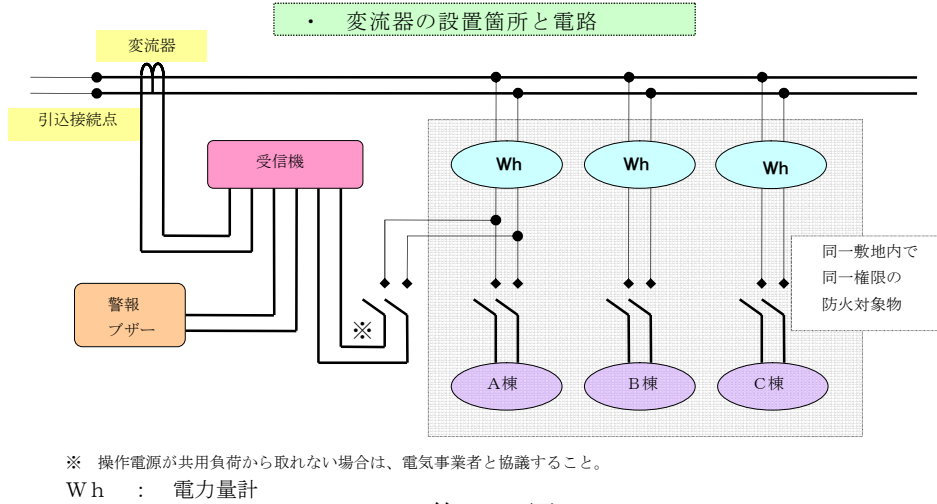 ・ 変流器の設置箇所と電路
変流器
引込接続点
受信機
Wh
Wh
Wh
同一敷地内で
同一権限の
防火対象物
警報
ブザー
※
A棟
B棟
C棟
※ 操作電源が共用負荷から取れない場合は、電気事業者と協議すること。
Wh : 電力量計